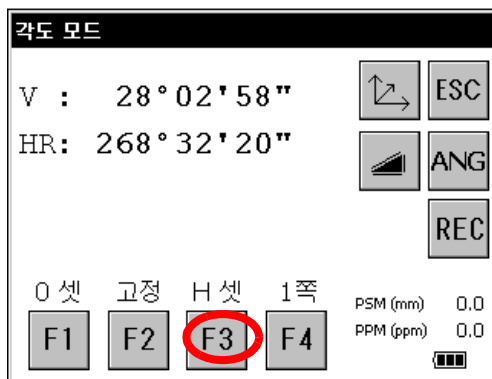 각도 모드
V : 28°02'58"
HR: 268°32'20"
ESC
ANG
REC
0 셋 고정 H 셋 1쪽
F1 F2 F3 F4
PSM (mm) 0.0
PPM (ppm) 0.0